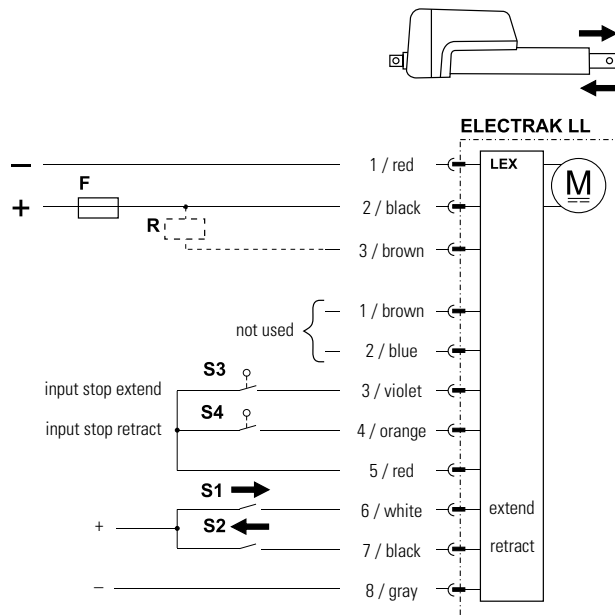 ELECTRAK LL
− 1 / red LEX M
F
+ 2 / black
R
3 / brown
1 / brown
not used
2 / blue
S3
input stop extend 3 / violet
S4
input stop retract 4 / orange
5 / red
S1
6 / white extend
+ S2
7 / black retract
− 8 / gray